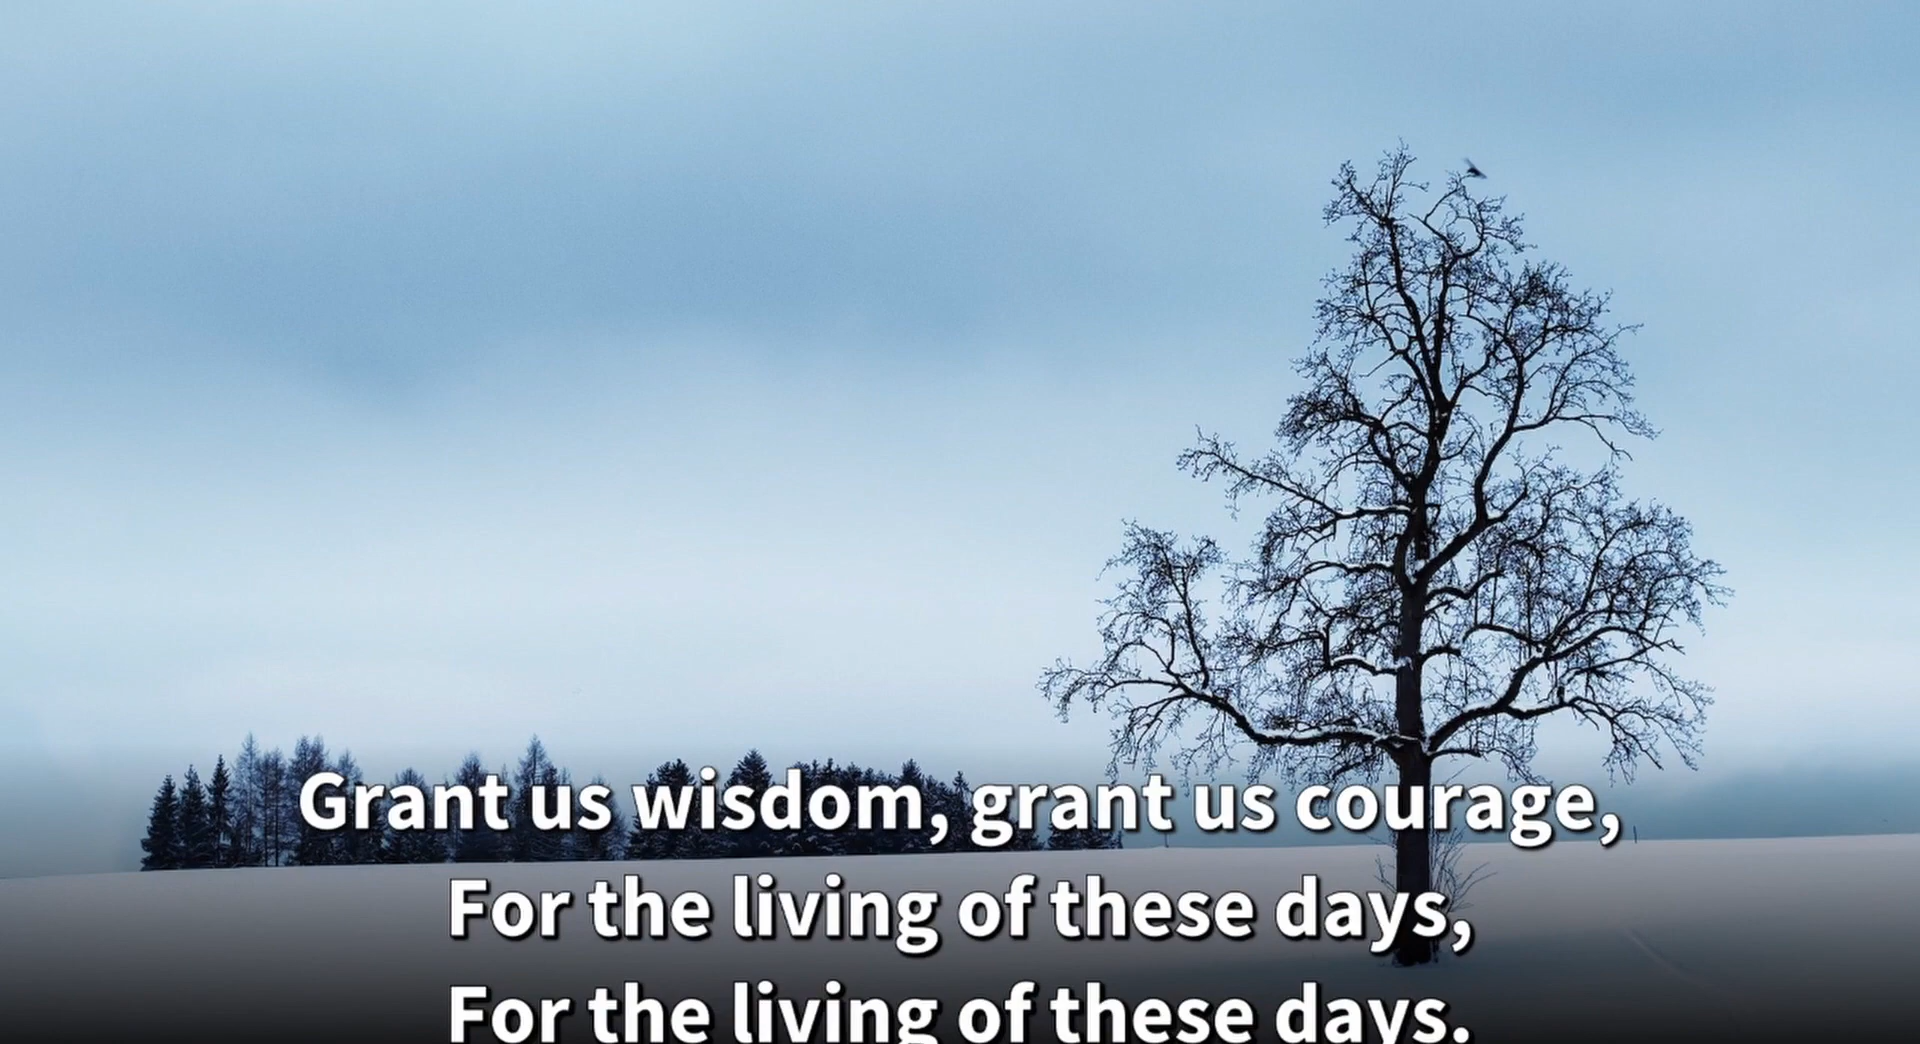 Grant us wisdom, grant us courage,
For the living of these days,
For the living of these days.